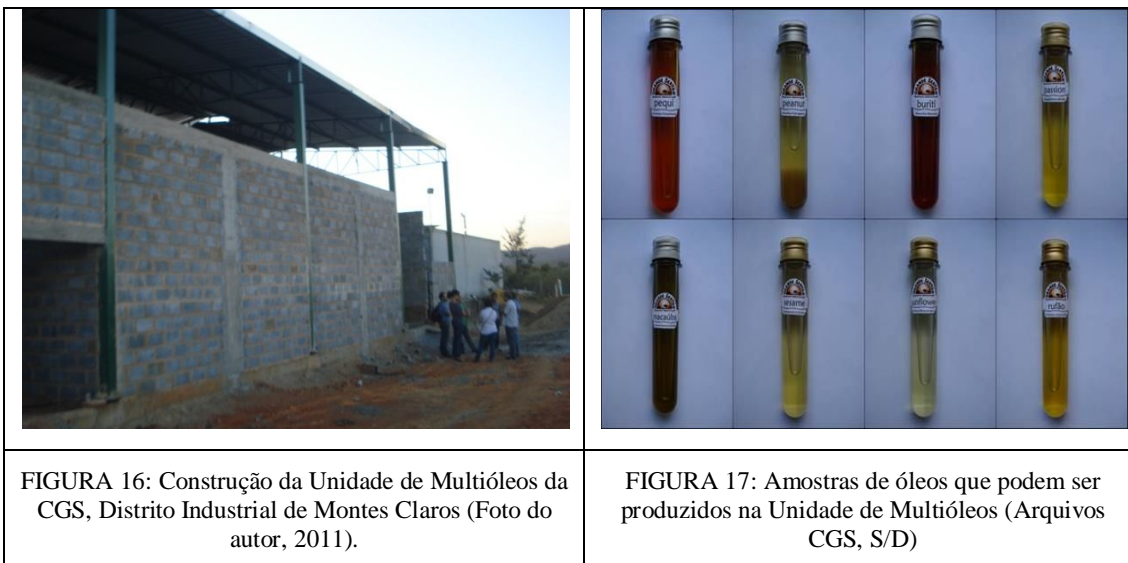 pequi
peanut
buriti
passion
macaúba
sesame
sunflower
rufão
FIGURA 16: Construção da Unidade de Multióleos da
CGS, Distrito Industrial de Montes Claros (Foto do
autor, 2011).
FIGURA 17: Amostras de óleos que podem ser
produzidos na Unidade de Multióleos (Arquivos
CGS, S/D)